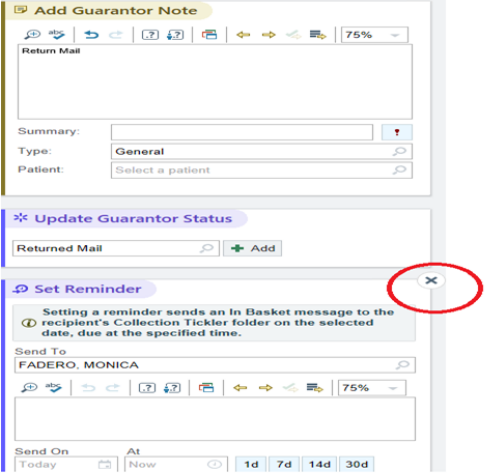 Add Guarantor Note
abc
75%
Return Mail
Summary:
Type: General
Patient: Select a patient
Update Guarantor Status
Returned Mail Add
Set Reminder
Setting a reminder sends an In Basket message to the
recipient's Collection Tickler folder on the selected
date, due at the specified time.
Send To
FADERO, MONICA
abc
75%
Send On At
Today Now 1d 7d 14d 30d